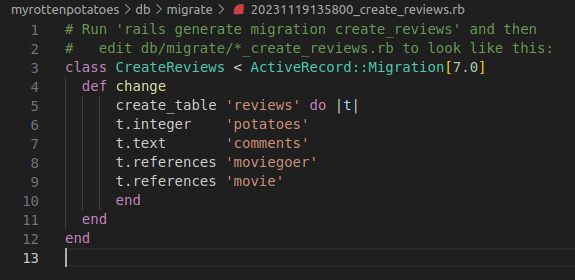 myrottenpotatoes > db > migrate > 20231119135800_create_reviews.rb
1 # Run 'rails generate migration create_reviews' and then
2 #   edit db/migrate/*_create_reviews.rb to look like this:
3 class CreateReviews < ActiveRecord::Migration[7.0]
4   def change
5       create_table 'reviews' do |t|
6       t.integer    'potatoes'
7       t.text       'comments'
8       t.references 'moviegoer'
9       t.references 'movie'
10       end
11   end
12 end
13